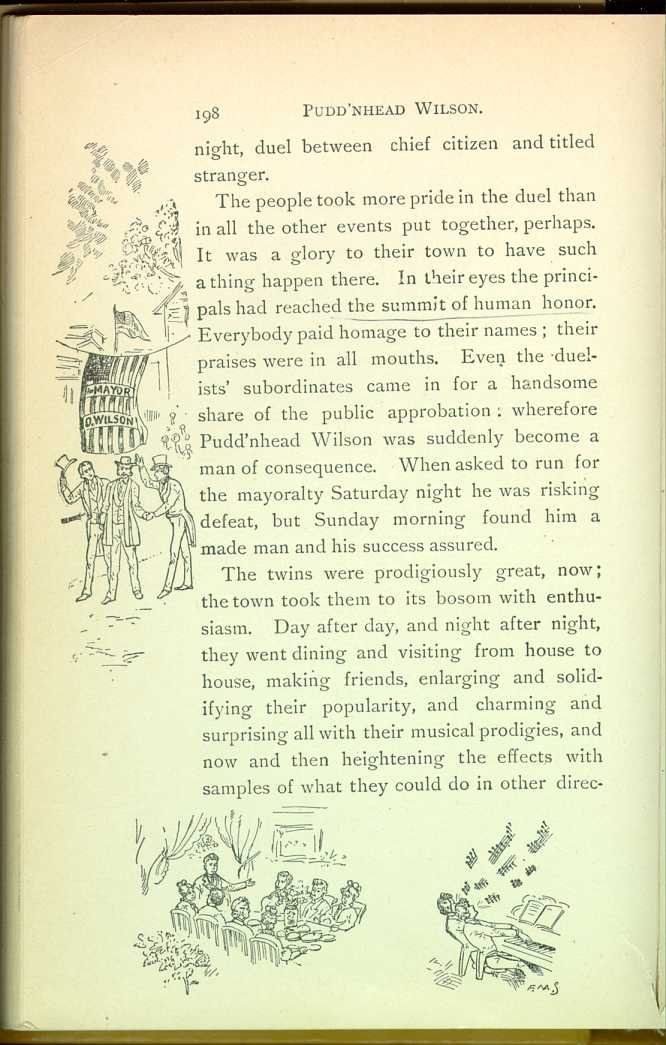 198 PUDD'NHEAD WILSON.
night, duel between chief citizen and titled
stranger.
The people took more pride in the duel than
in all the other events put together, perhaps.
It was a glory to their town to have such
a thing happen there. In their eyes the princi-
pals had reached the summit of human honor.
Everybody paid homage to their names; their
praises were in all mouths. Even the duel-
ists' subordinates came in for a handsome
share of the public approbation: wherefore
Pudd'nhead Wilson was suddenly become a
man of consequence. When asked to run for
the mayoralty Saturday night he was risking
defeat, but Sunday morning found him a
made man and his success assured.
The twins were prodigiously great, now;
the town took them to its bosom with enthu-
siasm. Day after day, and night after night,
they went dining and visiting from house to
house, making friends, enlarging and solid-
ifying their popularity, and charming and
surprising all with their musical prodigies, and
now and then heightening the effects with
samples of what they could do in other direc-
for MAYOR
D. WILSON
F.M.S